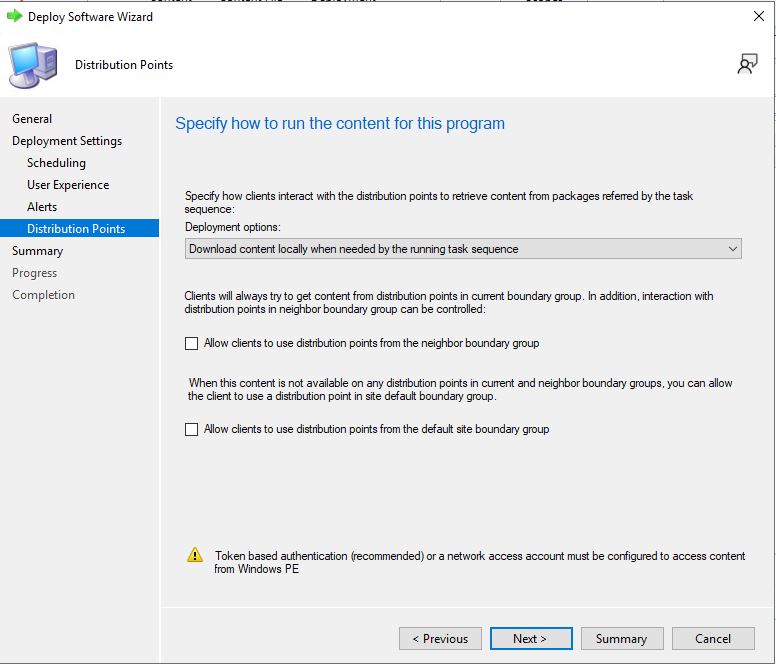 Deploy Software Wizard
Distribution Points
General
Deployment Settings
Scheduling
User Experience
Alerts
Distribution Points
Summary
Progress
Completion
Specify how to run the content for this program
Specify how clients interact with the distribution points to retrieve content from packages referred by the task
sequence:
Deployment options:
Download content locally when needed by the running task sequence
Clients will always try to get content from distribution points in current boundary group. In addition, interaction with
distribution points in neighbor boundary group can be controlled:
Allow clients to use distribution points from the neighbor boundary group
When this content is not available on any distribution points in current and neighbor boundary groups, you can allow
the client to use a distribution point in site default boundary group.
Allow clients to use distribution points from the default site boundary group
Token based authentication (recommended) or a network access account must be configured to access content
from Windows PE
< Previous
Next >
Summary
Cancel